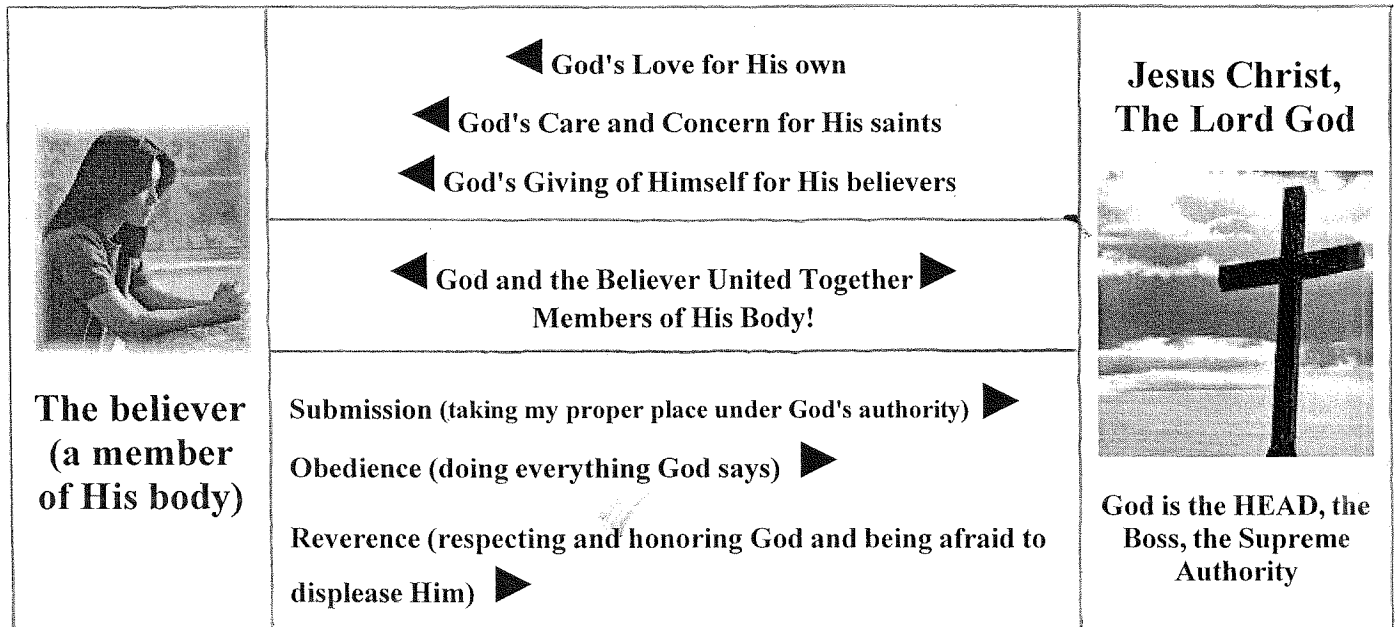 The believer
(a member
of His body)
◀ God's Love for His own
◀ God's Care and Concern for His saints
◀ God's Giving of Himself for His believers
◀ God and the Believer United Together ▶
Members of His Body!
Submission (taking my proper place under God's authority) ▶
Obedience (doing everything God says) ▶
Reverence (respecting and honoring God and being afraid to
displease Him) ▶
Jesus Christ,
The Lord God
God is the HEAD, the
Boss, the Supreme
Authority